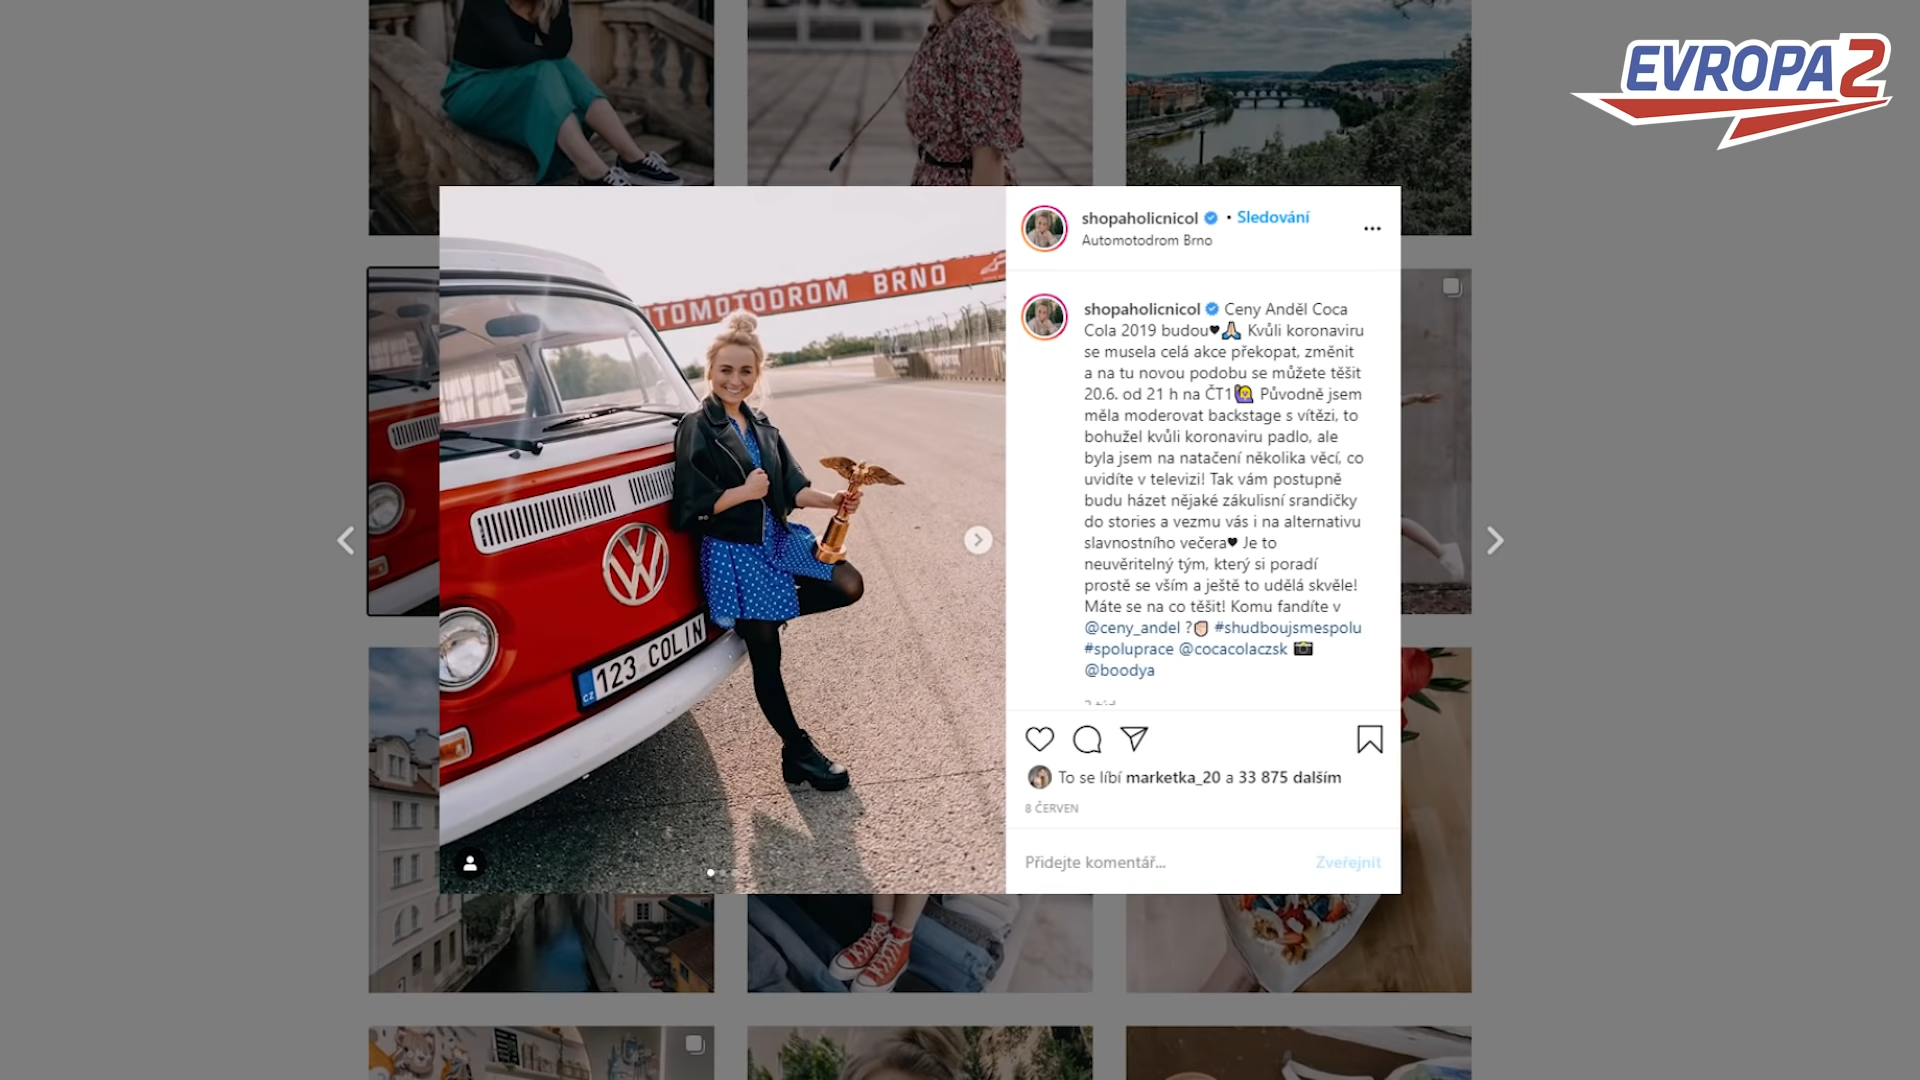 EVROPA 2
AUTOMOTODROM BRNO
123 COLIN
CZ
shopaholicnicol • Sledování
Automotodrom Brno
shopaholicnicol Ceny Anděl Coca
Cola 2019 budou♥🙏🏻 Kvůli koronaviru
se musela celá akce překopat, změnit
a na tu novou podobu se můžete těšit
20.6. od 21 h na ČT1🙋‍♀️ Původně jsem
měla moderovat backstage s vítězi, to
bohužel kvůli koronaviru padlo, ale
byla jsem na natáčení několika věcí, co
uvidíte v televizi! Tak vám postupně
budu házet nějaké zákulisní srandičky
do stories a vezmu vás i na alternativu
slavnostního večera♥ Je to
neuvěřitelný tým, který si poradí
prostě se vším a ještě to udělá skvěle!
Máte se na co těšit! Komu fandíte v
@ceny_andel ?✊🏻 #shudboujsmespolu
#spoluprace @cocacolaczsk 📸
@boodya
To se líbí marketka_20 a 33 875 dalším
8 ČERVEN
Přidejte komentář...
Zveřejnit